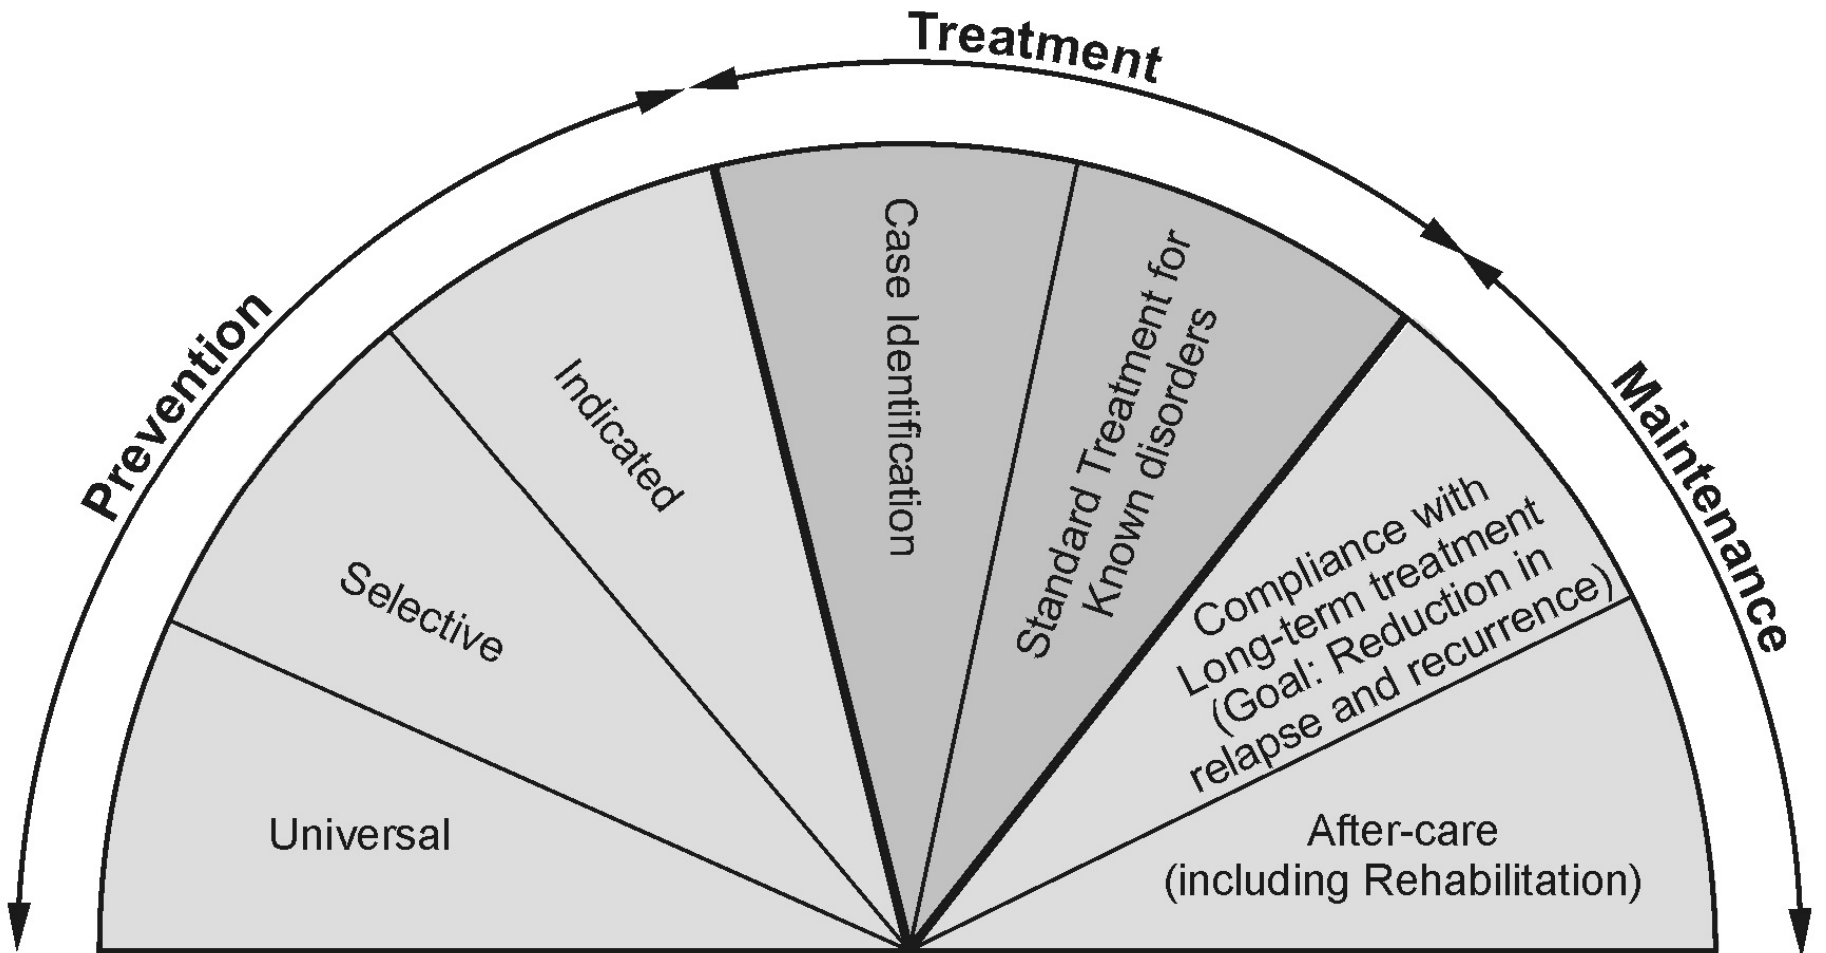 Treatment
Prevention
Maintenance
Universal
Selective
Indicated
Case Identification
Standard Treatment for
Known disorders
Compliance with
Long-term treatment
(Goal: Reduction in
relapse and recurrence)
After-care
(including Rehabilitation)